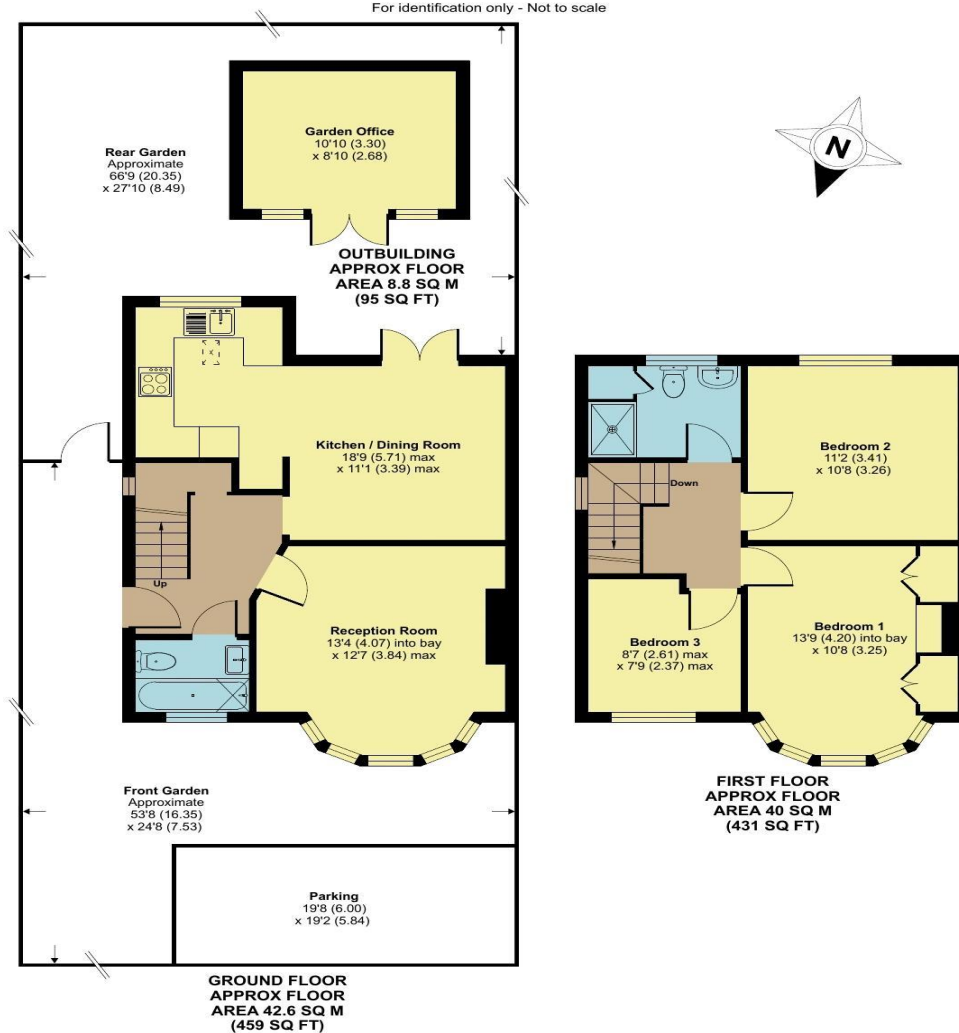 For identification only - Not to scale
Garden Office
10'10 (3.30)
x 8'10 (2.68)
Rear Garden
Approximate
66'9 (20.35)
x 27'10 (8.49)
N
OUTBUILDING
APPROX FLOOR
AREA 8.8 SQ M
(95 SQ FT)
Kitchen / Dining Room
18'9 (5.71) max
x 11'1 (3.39) max
Up
Reception Room
13'4 (4.07) into bay
x 12'7 (3.84) max
Front Garden
Approximate
53'8 (16.35)
x 24'8 (7.53)
Parking
19'8 (6.00)
x 19'2 (5.84)
GROUND FLOOR
APPROX FLOOR
AREA 42.6 SQ M
(459 SQ FT)
Bedroom 2
11'2 (3.41)
x 10'8 (3.26)
Down
Bedroom 3
8'7 (2.61) max
x 7'9 (2.37) max
Bedroom 1
13'9 (4.20) into bay
x 10'8 (3.25)
FIRST FLOOR
APPROX FLOOR
AREA 40 SQ M
(431 SQ FT)